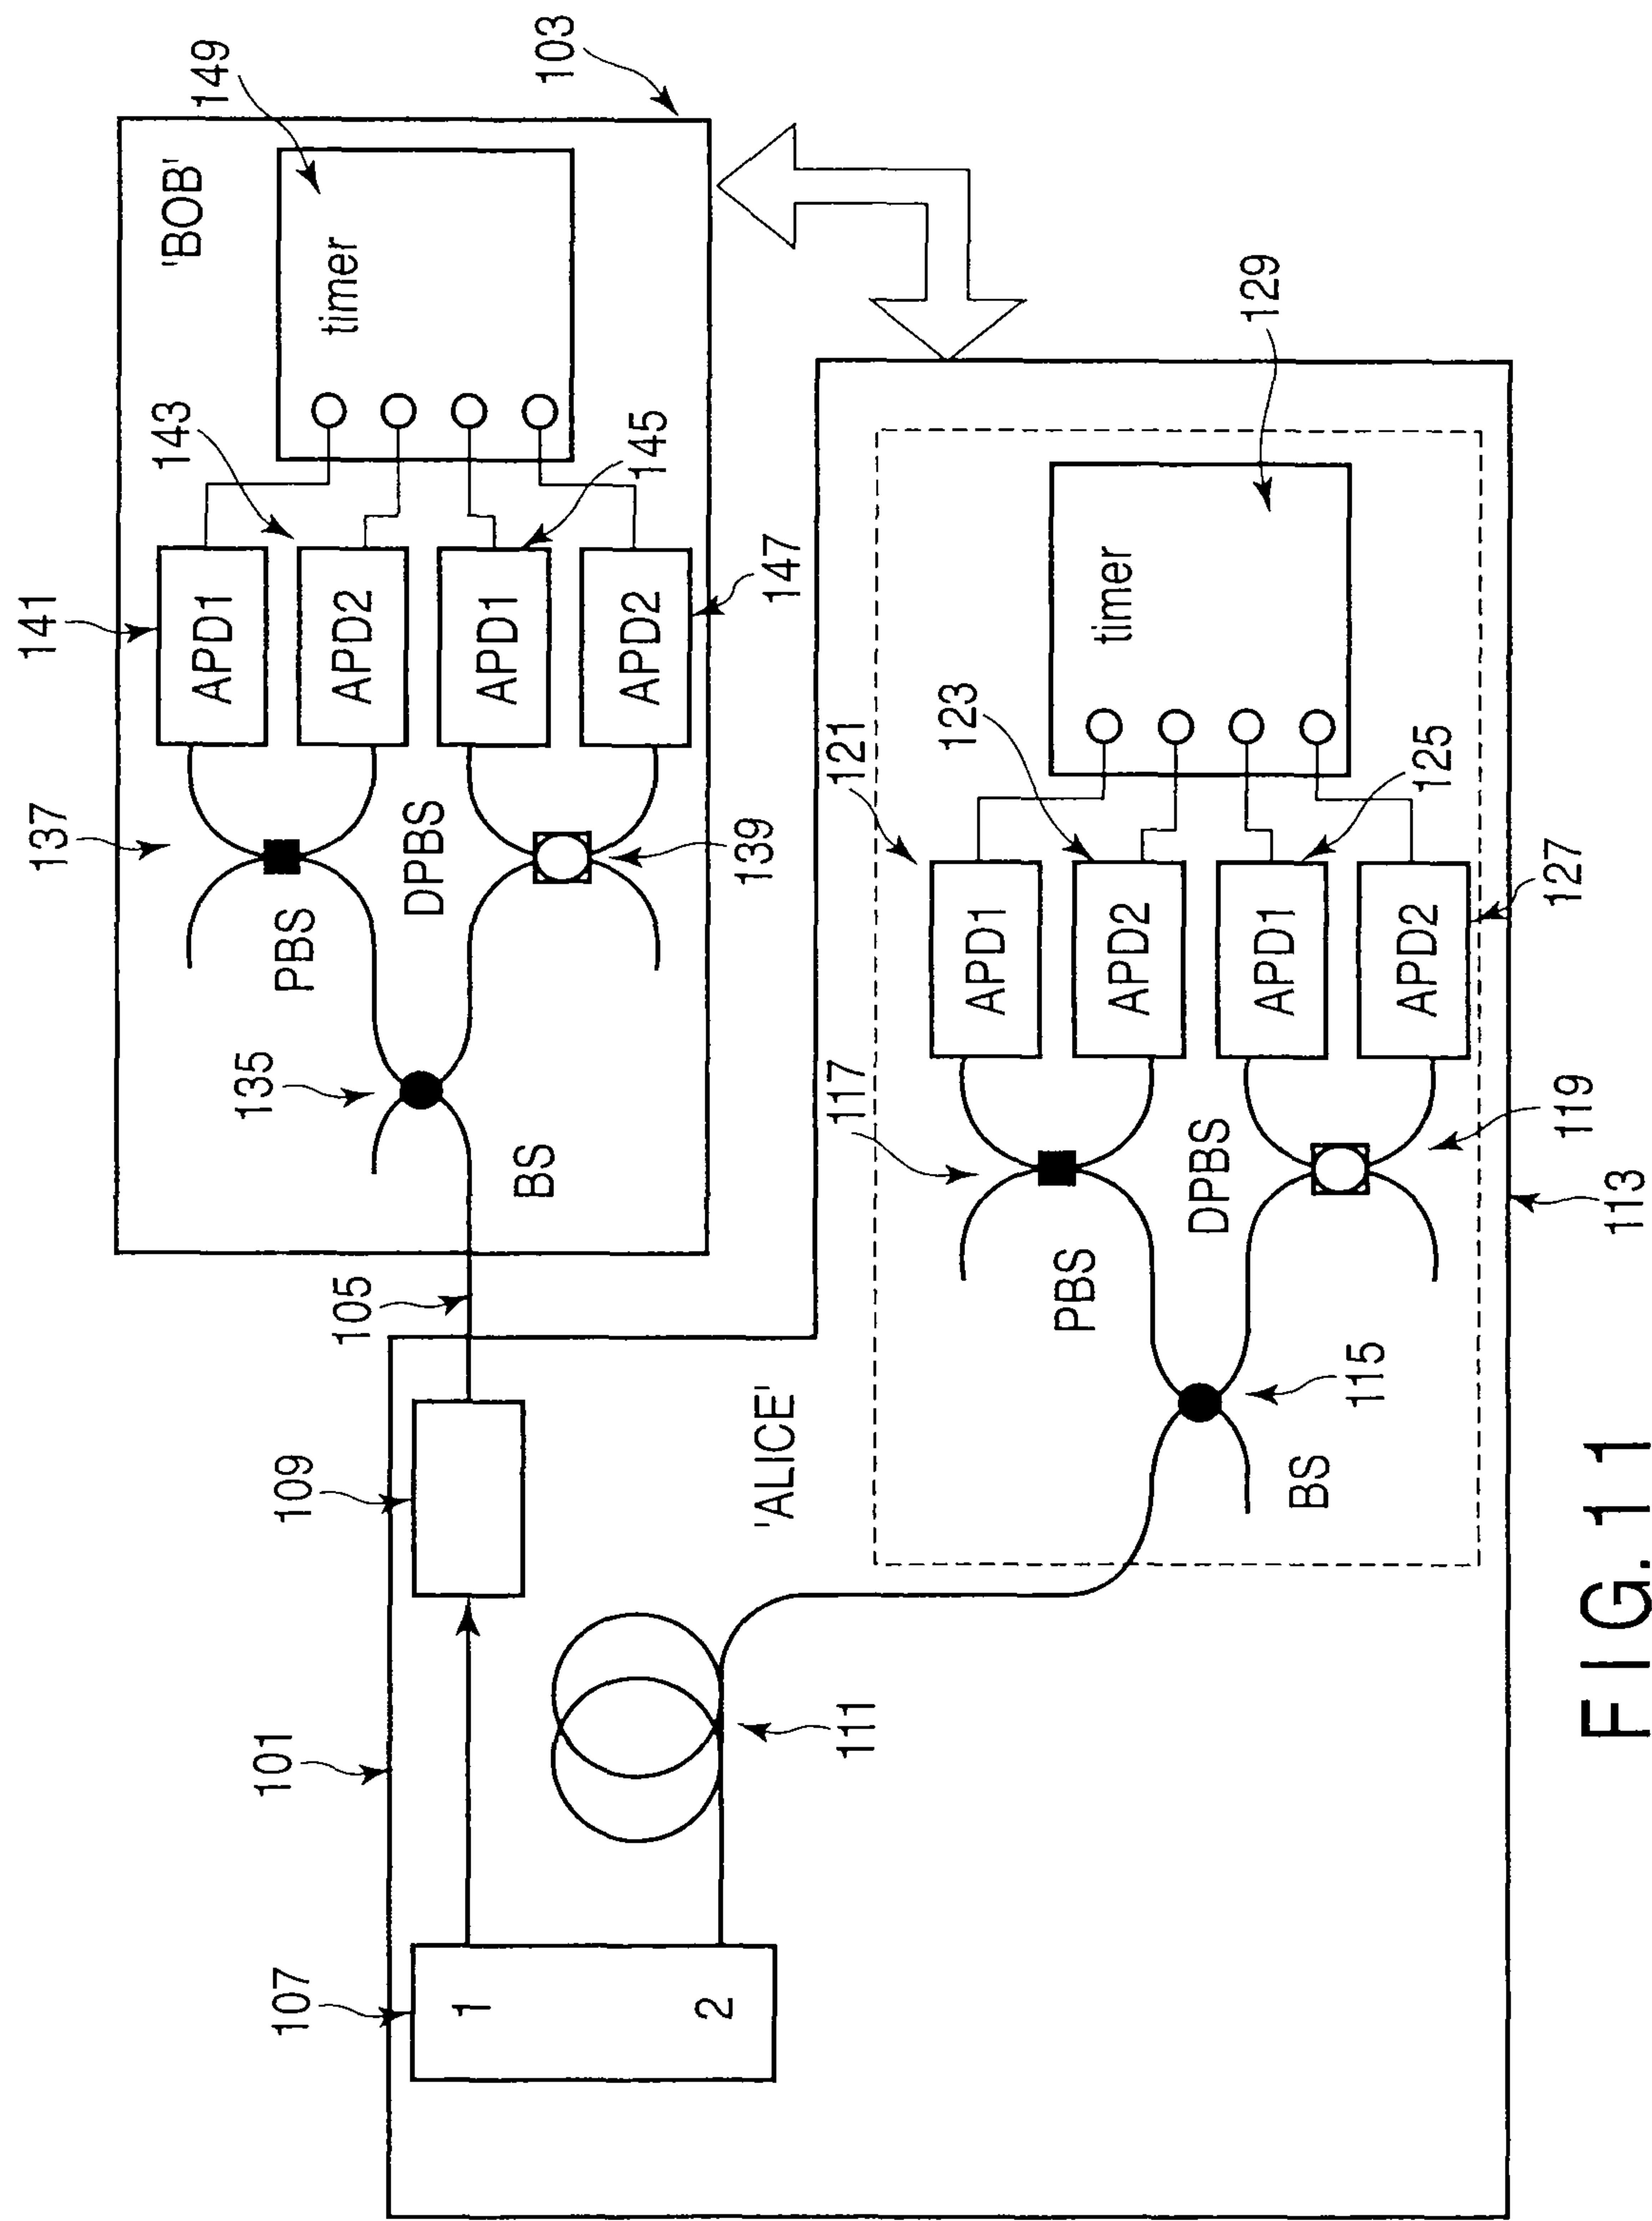 149
'BOB'
103
timer
143
145
141
147
APD1
APD2
APD1
APD2
137
PBS
DPBS
139
135
BS
105
109
'ALICE'
101
111
107
1
2
129
timer
121
123
125
127
APD1
APD2
APD1
APD2
117
PBS
DPBS
119
115
BS
113
FIG. 11